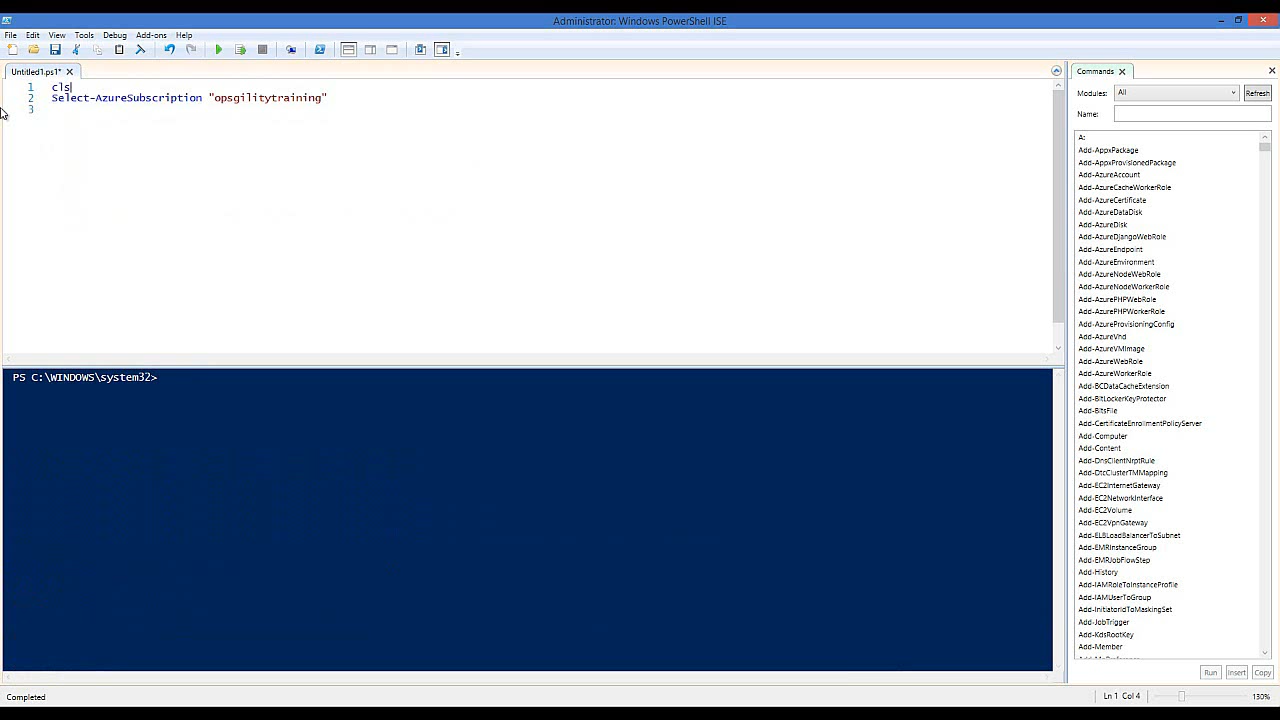 Administrator: Windows PowerShell ISE
File Edit View Tools Debug Add-ons Help
Untitled1.ps1*
1 cls
2 Select-AzureSubscription "opsgilitytraining"
3
PS C:\WINDOWS\system32>
Commands
Modules: All Refresh
Name:
A:
Add-AppxPackage
Add-AppxProvisionedPackage
Add-AzureAccount
Add-AzureCacheWorkerRole
Add-AzureCertificate
Add-AzureDataDisk
Add-AzureDisk
Add-AzureDjangoWebRole
Add-AzureEndpoint
Add-AzureEnvironment
Add-AzureNodeWebRole
Add-AzureNodeWorkerRole
Add-AzurePHPWebRole
Add-AzurePHPWorkerRole
Add-AzureProvisioningConfig
Add-AzureVhd
Add-AzureVMImage
Add-AzureWebRole
Add-AzureWorkerRole
Add-BCDataCacheExtension
Add-BitLockerKeyProtector
Add-BitsFile
Add-CertificateEnrollmentPolicyServer
Add-Computer
Add-Content
Add-DnsClientNrptRule
Add-DtcClusterTMMapping
Add-EC2InternetGateway
Add-EC2NetworkInterface
Add-EC2Volume
Add-EC2VpnGateway
Add-ELBLoadBalancerToSubnet
Add-EMRInstanceGroup
Add-EMRJobFlowStep
Add-History
Add-IAMRoleToInstanceProfile
Add-IAMUserToGroup
Add-InitiatorIdToMaskingSet
Add-JobTrigger
Add-KdsRootKey
Add-Member
Run Insert Copy
Completed
Ln 1 Col 4
130%